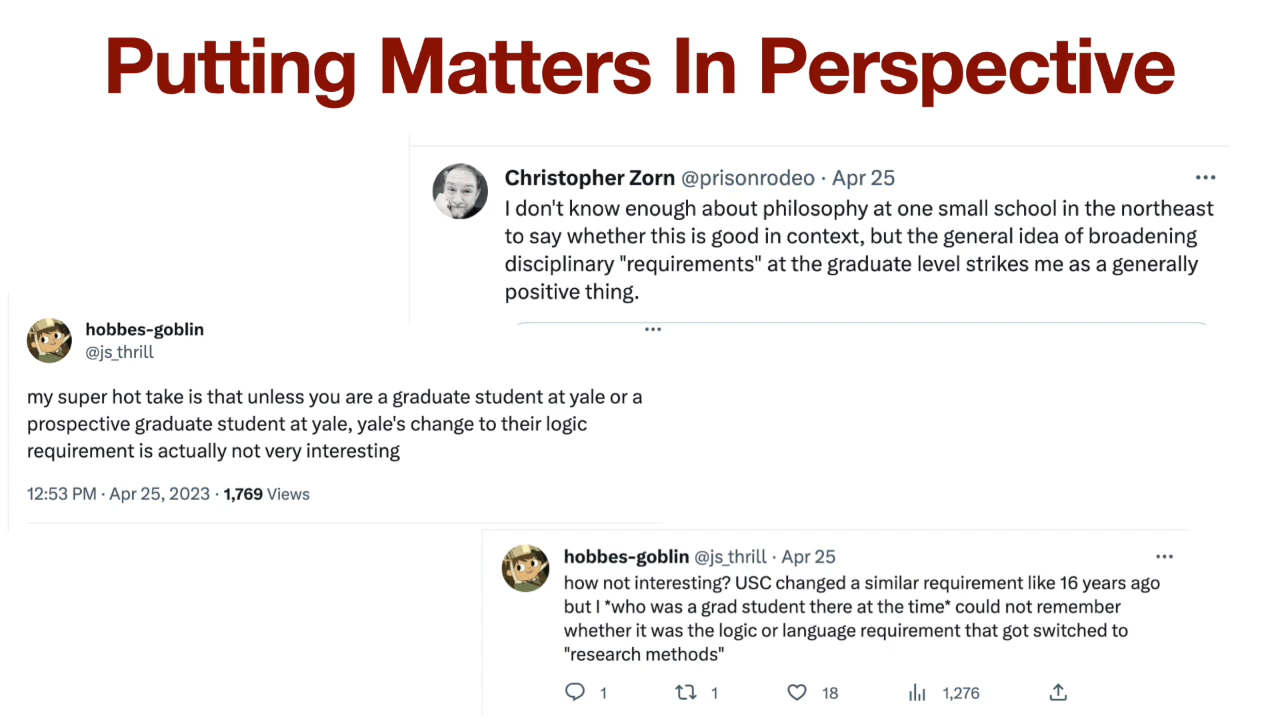 Putting Matters In Perspective
Christopher Zorn @prisonrodeo · Apr 25
I don't know enough about philosophy at one small school in the northeast
to say whether this is good in context, but the general idea of broadening
disciplinary "requirements" at the graduate level strikes me as a generally
positive thing.
hobbes-goblin
@js_thrill
my super hot take is that unless you are a graduate student at yale or a
prospective graduate student at yale, yale's change to their logic
requirement is actually not very interesting
12:53 PM · Apr 25, 2023 · 1,769 Views
hobbes-goblin @js_thrill · Apr 25
how not interesting? USC changed a similar requirement like 16 years ago
but I *who was a grad student there at the time* could not remember
whether it was the logic or language requirement that got switched to
"research methods"
1 1 18 1,276